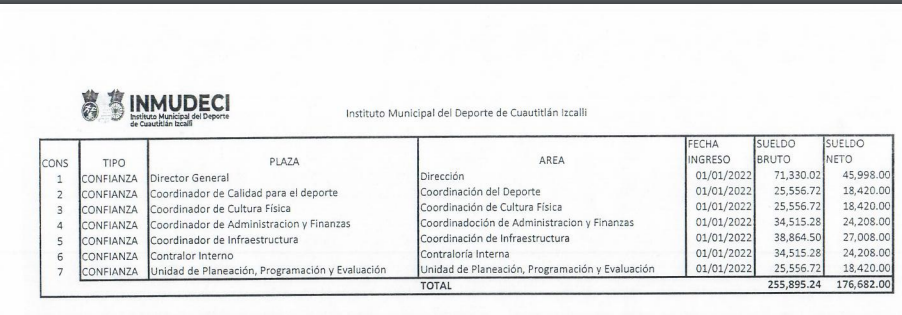 INMUDECI
Instituto Municipal del Deporte
de Cuautitlán Izcalli
Instituto Municipal del Deporte de Cuautitlán Izcalli
CONS TIPO PLAZA AREA FECHA INGRESO SUELDO BRUTO SUELDO NETO
1 CONFIANZA Director General Dirección 01/01/2022 71,330.02 45,998.00
2 CONFIANZA Coordinador de Calidad para el deporte Coordinación del Deporte 01/01/2022 25,556.72 18,420.00
3 CONFIANZA Coordinador de Cultura Física Coordinación de Cultura Física 01/01/2022 25,556.72 18,420.00
4 CONFIANZA Coordinador de Administracion y Finanzas Coordinadoción de Administracion y Finanzas 01/01/2022 34,515.28 24,208.00
5 CONFIANZA Coordinador de Infraestructura Coordinación de Infraestructura 01/01/2022 38,864.50 27,008.00
6 CONFIANZA Contralor Interno Contraloría Interna 01/01/2022 34,515.28 24,208.00
7 CONFIANZA Unidad de Planeación, Programación y Evaluación Unidad de Planeación, Programación y Evaluación 01/01/2022 25,556.72 18,420.00
TOTAL 255,895.24 176,682.00